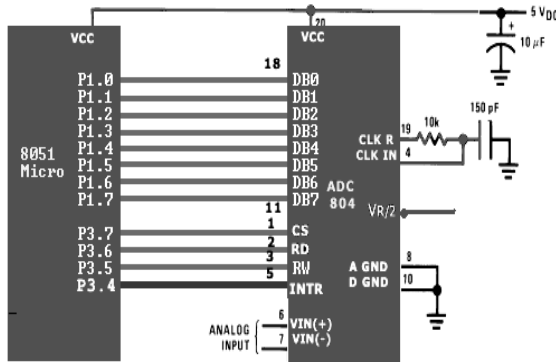 5 VDC
+
10 µF
VCC
20
VCC
18
P1.0
DB0
P1.1
DB1
P1.2
DB2
P1.3
DB3
P1.4
DB4
P1.5
DB5
P1.6
DB6
P1.7
DB7
8051
Micro
11
ADC
804
150 pF
10k
19
CLK R
4
CLK IN
VR/2
P3.7
1
CS
P3.6
2
RD
P3.5
3
RW
P3.4
5
INTR
8
A GND
10
D GND
ANALOG
INPUT
6
VIN(+)
7
VIN(-)